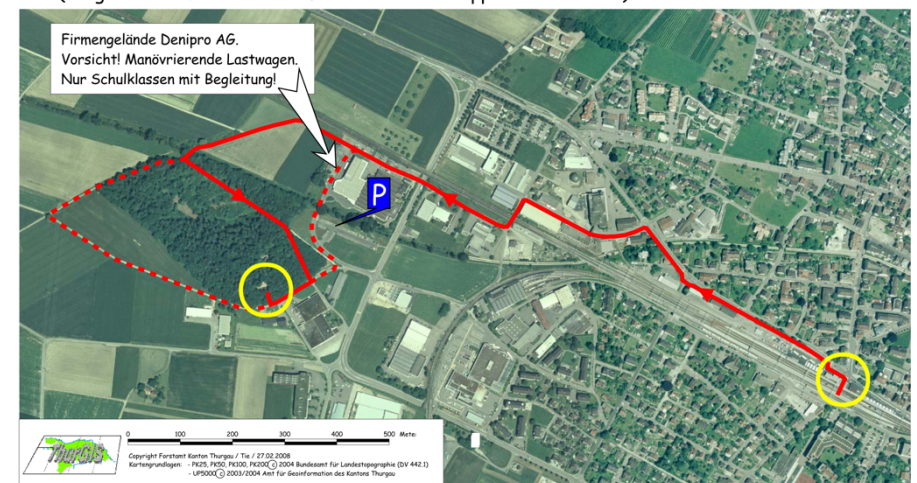 Firmengelände Denipro AG.
Vorsicht! Manövrierende Lastwagen.
Nur Schulklassen mit Begleitung!
P
ThurGIS
0 100 200 300 400 500 Meter
Copyright Forstamt Kanton Thurgau / Tie / 27.02.2008
Kartengrundlagen: - PK25, PK50, PK100, PK200 (c) 2004 Bundesamt für Landestopographie (DV 442.1)
- UP5000 (c) 2003/2004 Amt für Geoinformation des Kantons Thurgau